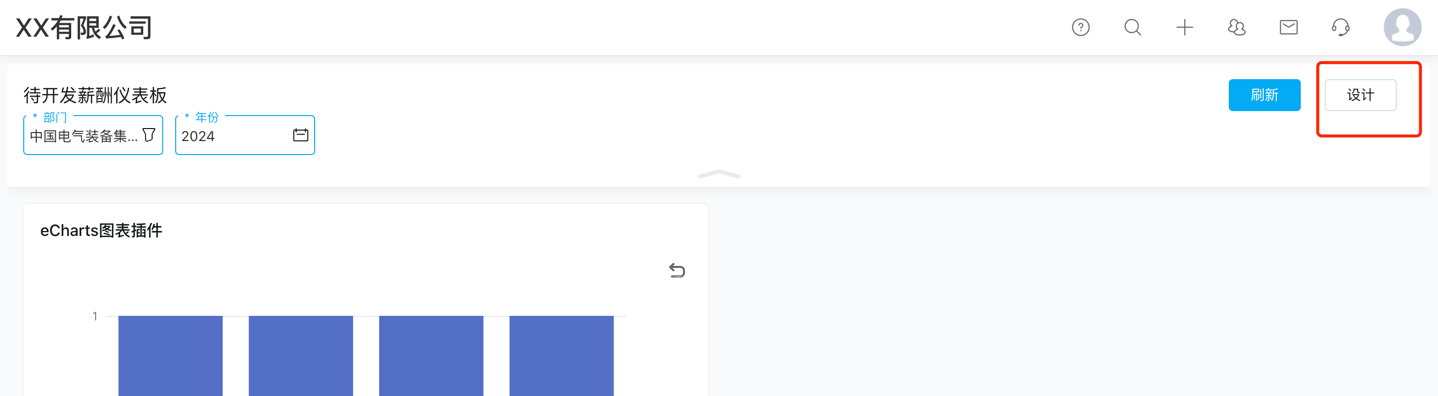 XX有限公司
待开发薪酬仪表板
刷新
设计
* 部门
* 年份
中国电气装备集...
2024
eCharts图表插件
1